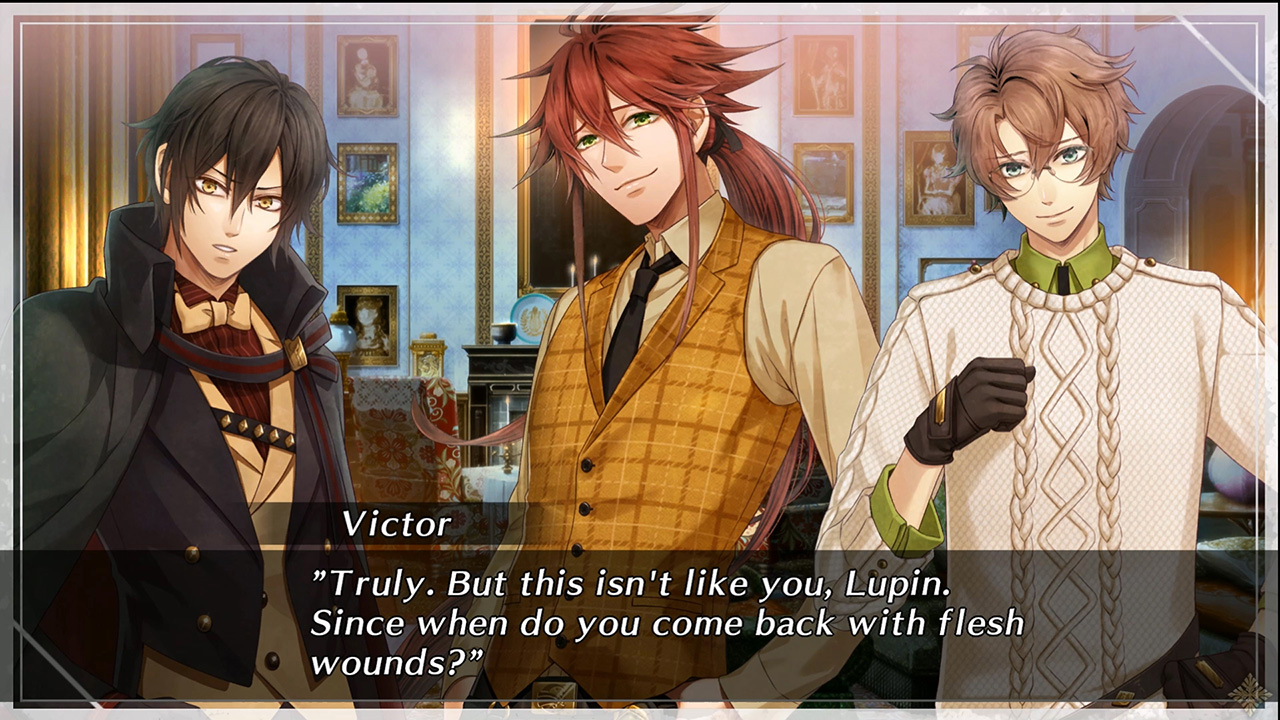 Victor
”Truly. But this isn't like you, Lupin.
Since when do you come back with flesh
wounds?”